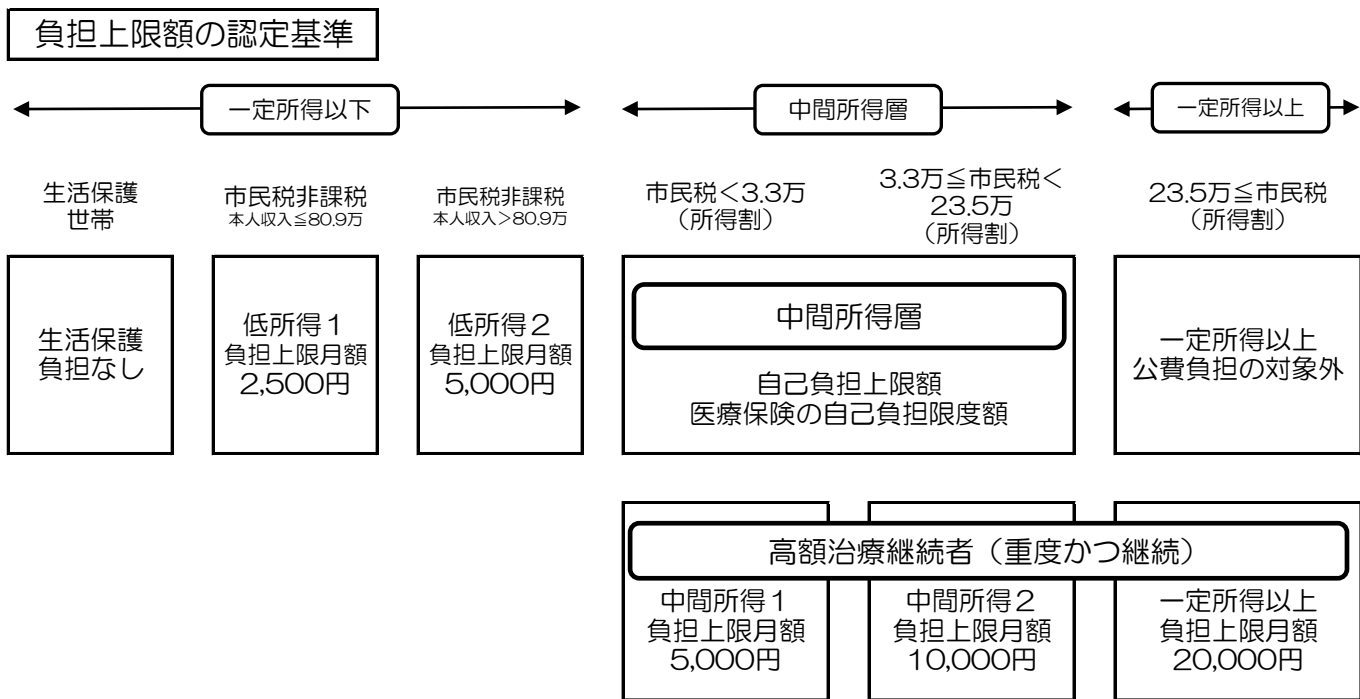 負担上限額の認定基準
一定所得以下
中間所得層
一定所得以上
生活保護
世帯
市民税非課税
本人収入≦80.9万
市民税非課税
本人収入>80.9万
市民税<3.3万
(所得割)
3.3万≦市民税<
23.5万
(所得割)
23.5万≦市民税
(所得割)
生活保護
負担なし
低所得1
負担上限月額
2,500円
低所得2
負担上限月額
5,000円
中間所得層
自己負担上限額
医療保険の自己負担限度額
一定所得以上
公費負担の対象外
高額治療継続者(重度かつ継続)
中間所得1
負担上限月額
5,000円
中間所得2
負担上限月額
10,000円
一定所得以上
負担上限月額
20,000円